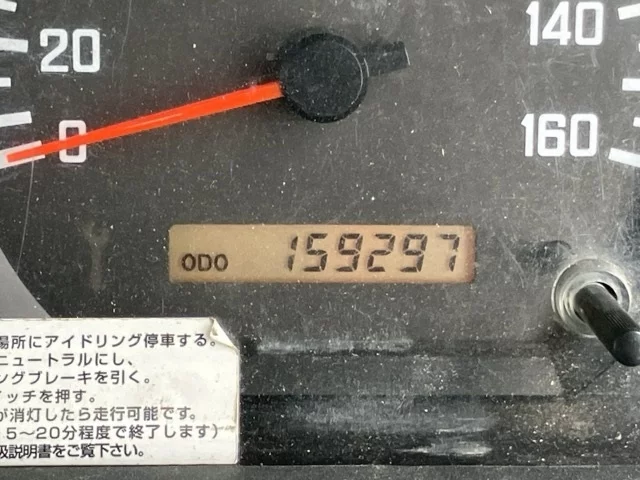 20
0
140
160
ODO 159297
場所にアイドリング停車する。
ニュートラルにし、
ングブレーキを引く。
イッチを押す。
が消灯したら走行可能です。
15～20分程度で終了します）
扱説明書をご覧下さい。